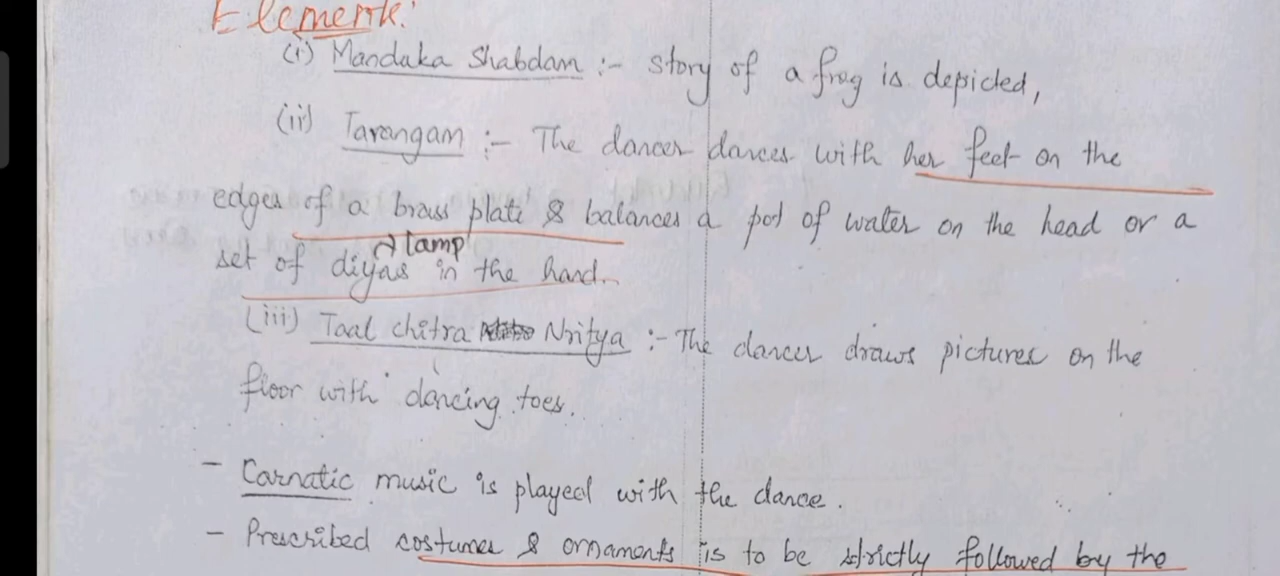 Elements:
(i) Mandaka Shabdam :- Story of a frog is depicted,
(ii) Tarangam :- The dancer dances with her feet on the
edges of a brass plate & balances a pot of water on the head or a
lamp
set of diyas in the hand.
(iii) Taal chitra Nritya :- The dancer draws pictures on the
floor with dancing toes.
- Carnatic music is played with the dance.
- Prescribed costumes & ornaments is to be strictly followed by the